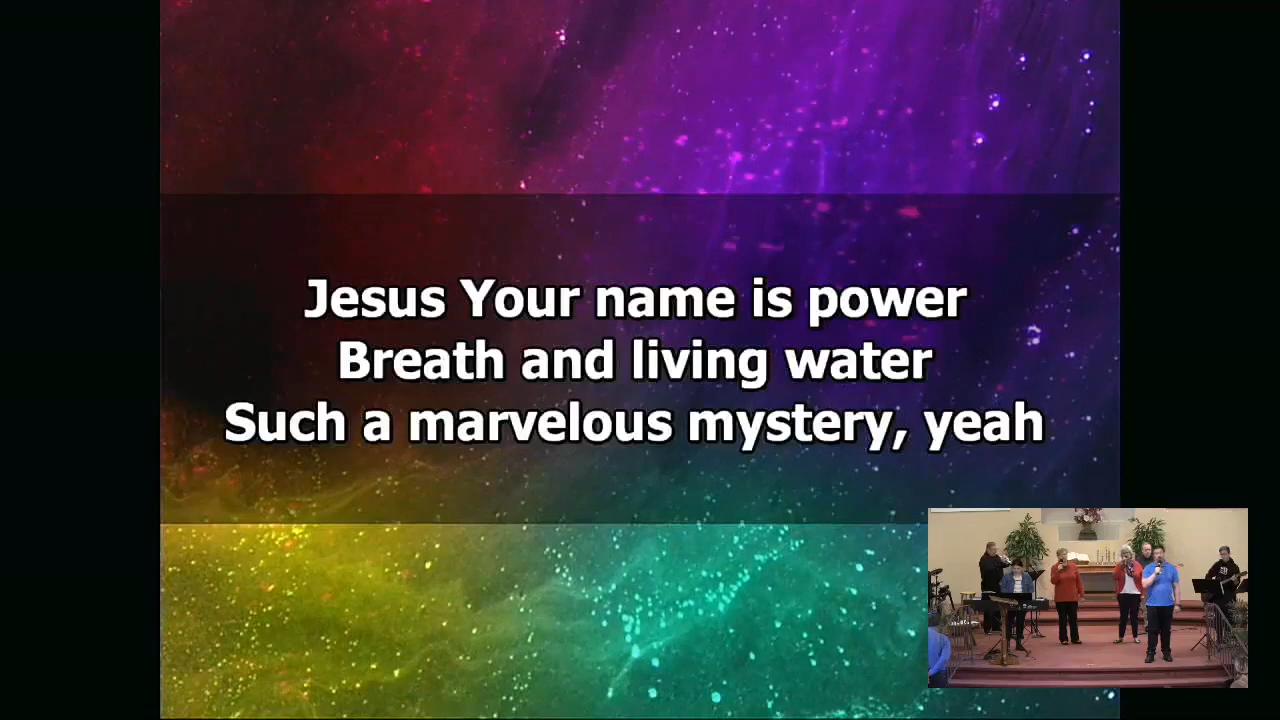 Jesus Your name is power
Breath and living water
Such a marvelous mystery, yeah